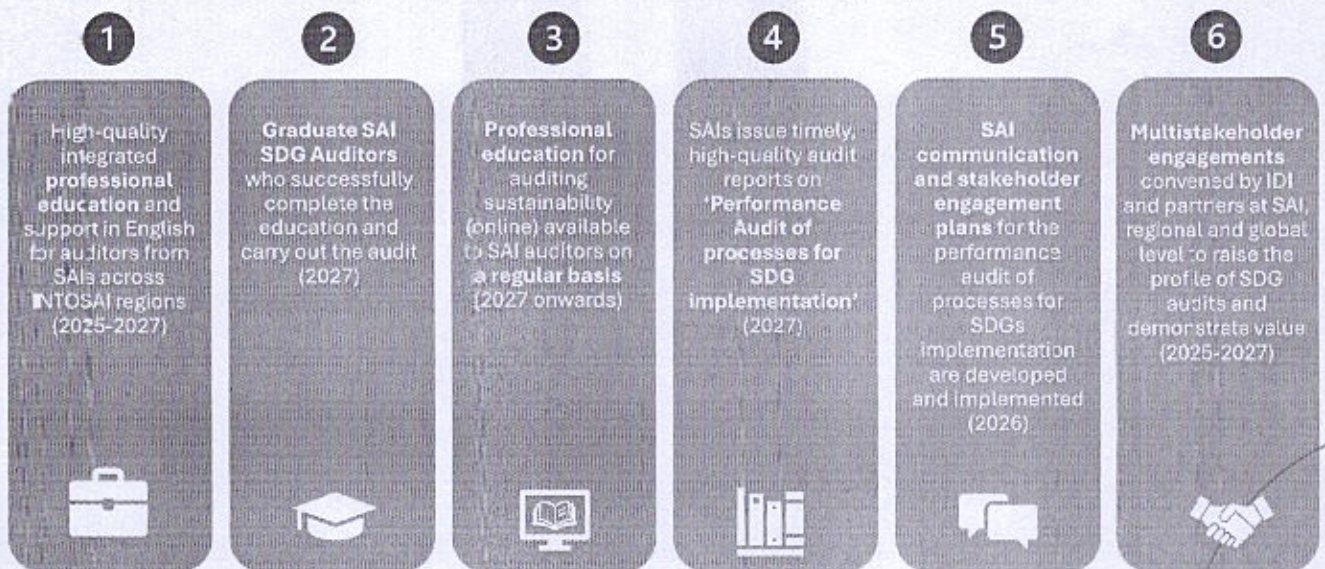 1
High-quality
integrated
professional
education and
support in English
for auditors from
SAIs across
INTOSAI regions
(2025-2027)
2
Graduate SAI
SDG Auditors
who successfully
complete the
education and
carry out the audit
(2027)
3
Professional
education for
auditing
sustainability
(online) available
to SAI auditors on
a regular basis
(2027 onwards)
4
SAIs issue timely,
high-quality audit
reports on
‘Performance
Audit of
processes for
SDG
implementation’
(2027)
5
SAI
communication
and stakeholder
engagement
plans for the
performance
audit of
processes for
SDGs
implementation
are developed
and implemented
(2026)
6
Multistakeholder
engagements
convened by IDI
and partners at SAI,
regional and global
level to raise the
profile of SDG
audits and
demonstrate value
(2025-2027)